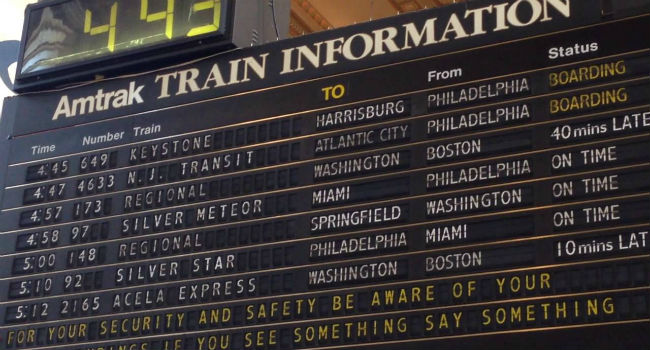 4:43
Amtrak TRAIN INFORMATION
Time Number Train TO From Status
4:45 649 KEYSTONE HARRISBURG PHILADELPHIA BOARDING
4:47 4633 N.J. TRANSIT ATLANTIC CITY PHILADELPHIA BOARDING
4:57 173 REGIONAL WASHINGTON BOSTON 40mins LATE
4:58 97 SILVER METEOR MIAMI PHILADELPHIA ON TIME
5:00 148 REGIONAL SPRINGFIELD WASHINGTON ON TIME
5:10 92 SILVER STAR PHILADELPHIA MIAMI ON TIME
5:12 2165 ACELA EXPRESS WASHINGTON BOSTON 10mins LAT
FOR YOUR SECURITY AND SAFETY BE AWARE OF YOUR
IF YOU SEE SOMETHING SAY SOMETHING